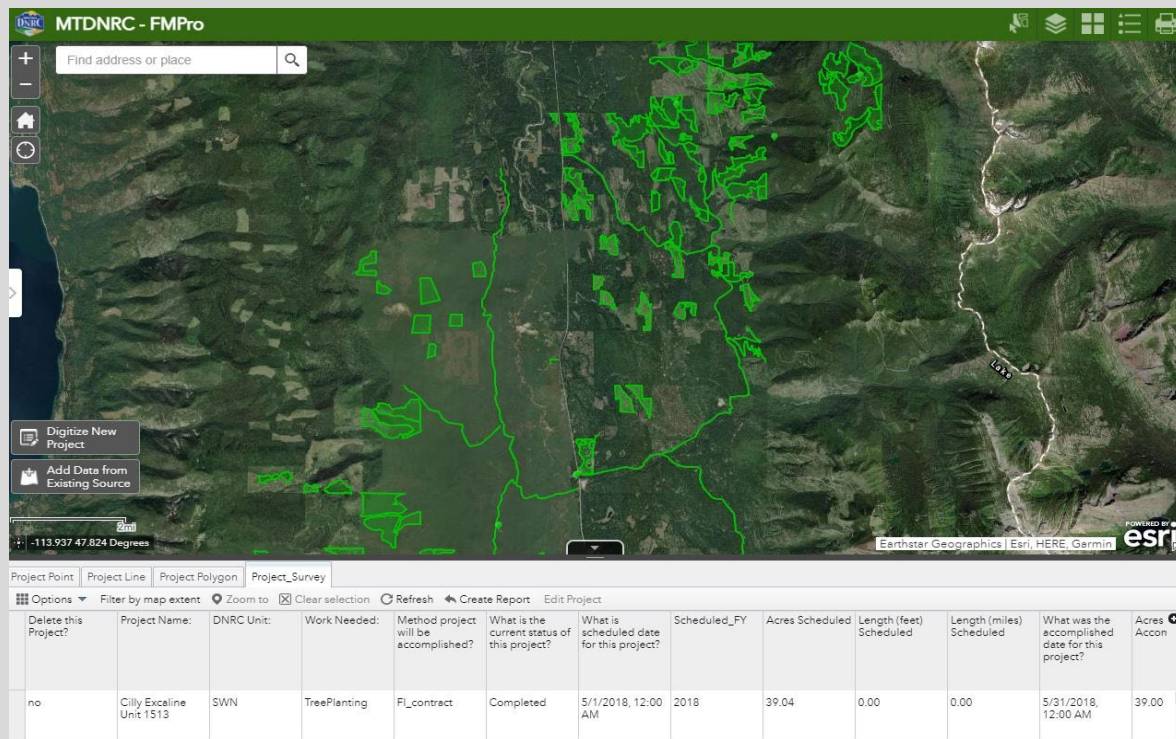 DNRC
MTDNRC - FMPro
+
Find address or place
−
Lake
Digitize New
Project
Add Data from
Existing Source
2mi
-113.937 47.824 Degrees
POWERED BY
esri
Earthstar Geographics | Esri, HERE, Garmin
Project Point Project Line Project Polygon Project_Survey
Options Filter by map extent Zoom to Clear selection Refresh Create Report Edit Project
Delete this
Project?
Project Name:
DNRC Unit:
Work Needed:
Method project
will be
accomplished?
What is the
current status of
this project?
What is
scheduled date
for this project?
Scheduled_FY
Acres Scheduled
Length (feet)
Scheduled
Length (miles)
Scheduled
What was the
accomplished
date for this
project?
Acres
Accon
no
Cilly Excaline
Unit 1513
SWN
TreePlanting
FI_contract
Completed
5/1/2018, 12:00
AM
2018
39.04
0.00
0.00
5/31/2018,
12:00 AM
39.00